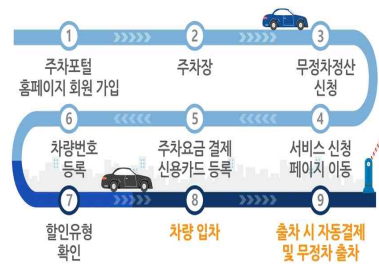 1
2
3
주차포털
홈페이지 회원 가입
주차장
무정차정산
신청
6
5
4
차량번호
등록
주차요금 결제
신용카드 등록
서비스 신청
페이지 이동
7
8
9
할인유형
확인
차량 입차
출차 시 자동결제
및 무정차 출차